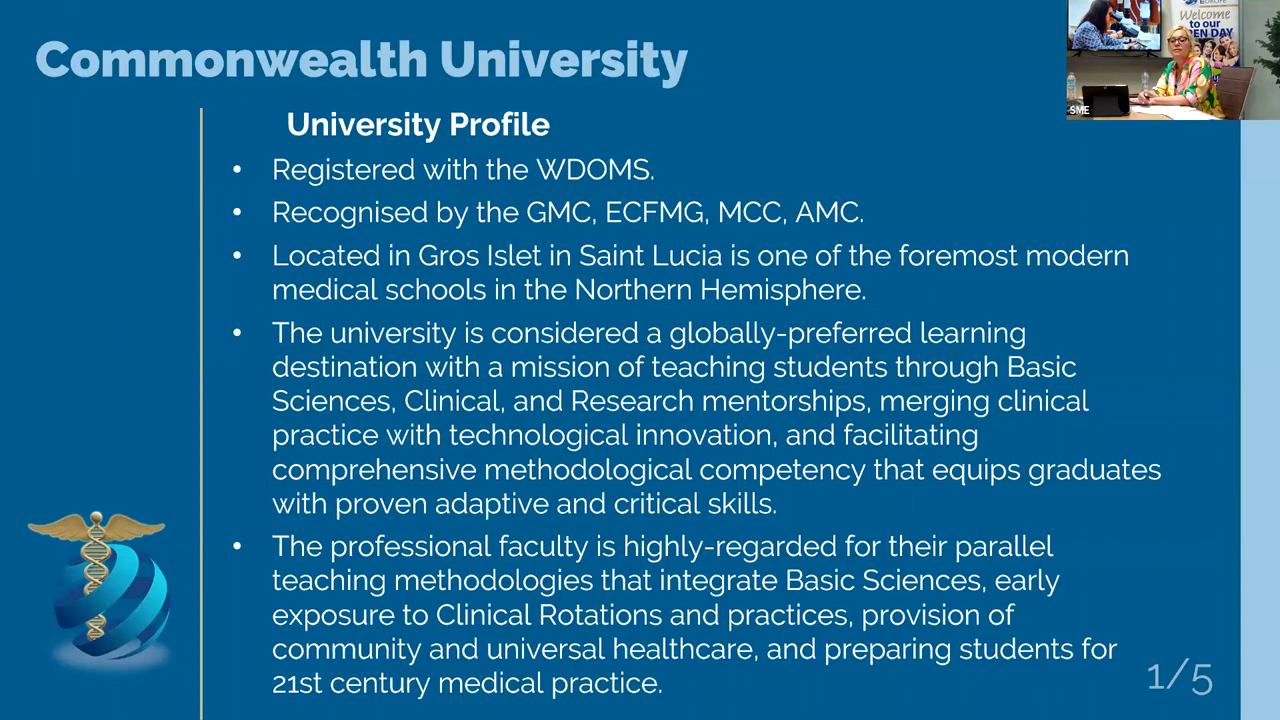 Commonwealth University
University Profile
• Registered with the WDOMS.
• Recognised by the GMC, ECFMG, MCC, AMC.
• Located in Gros Islet in Saint Lucia is one of the foremost modern
medical schools in the Northern Hemisphere.
• The university is considered a globally-preferred learning
destination with a mission of teaching students through Basic
Sciences, Clinical, and Research mentorships, merging clinical
practice with technological innovation, and facilitating
comprehensive methodological competency that equips graduates
with proven adaptive and critical skills.
• The professional faculty is highly-regarded for their parallel
teaching methodologies that integrate Basic Sciences, early
exposure to Clinical Rotations and practices, provision of
community and universal healthcare, and preparing students for
21st century medical practice.
1/5
EUROPE
Welcome
to our
PEN DAY
SME